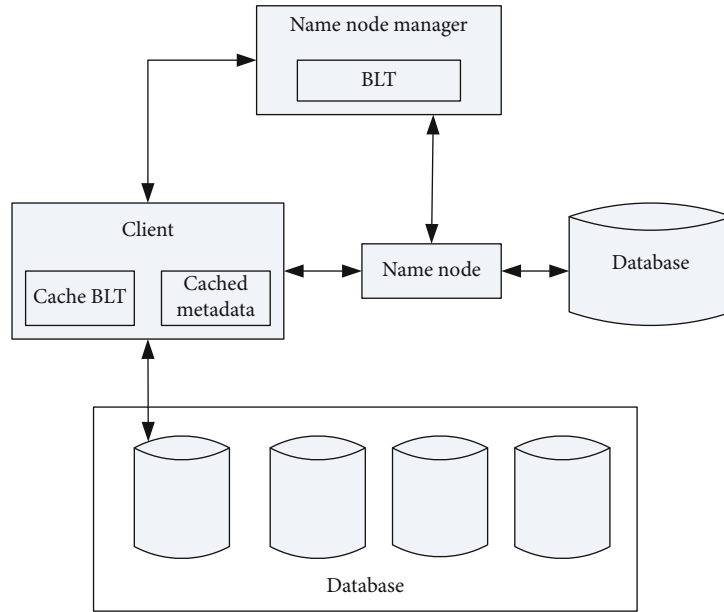 Name node manager
BLT
Client
Cache BLT
Cached
metadata
Name node
Database
Database